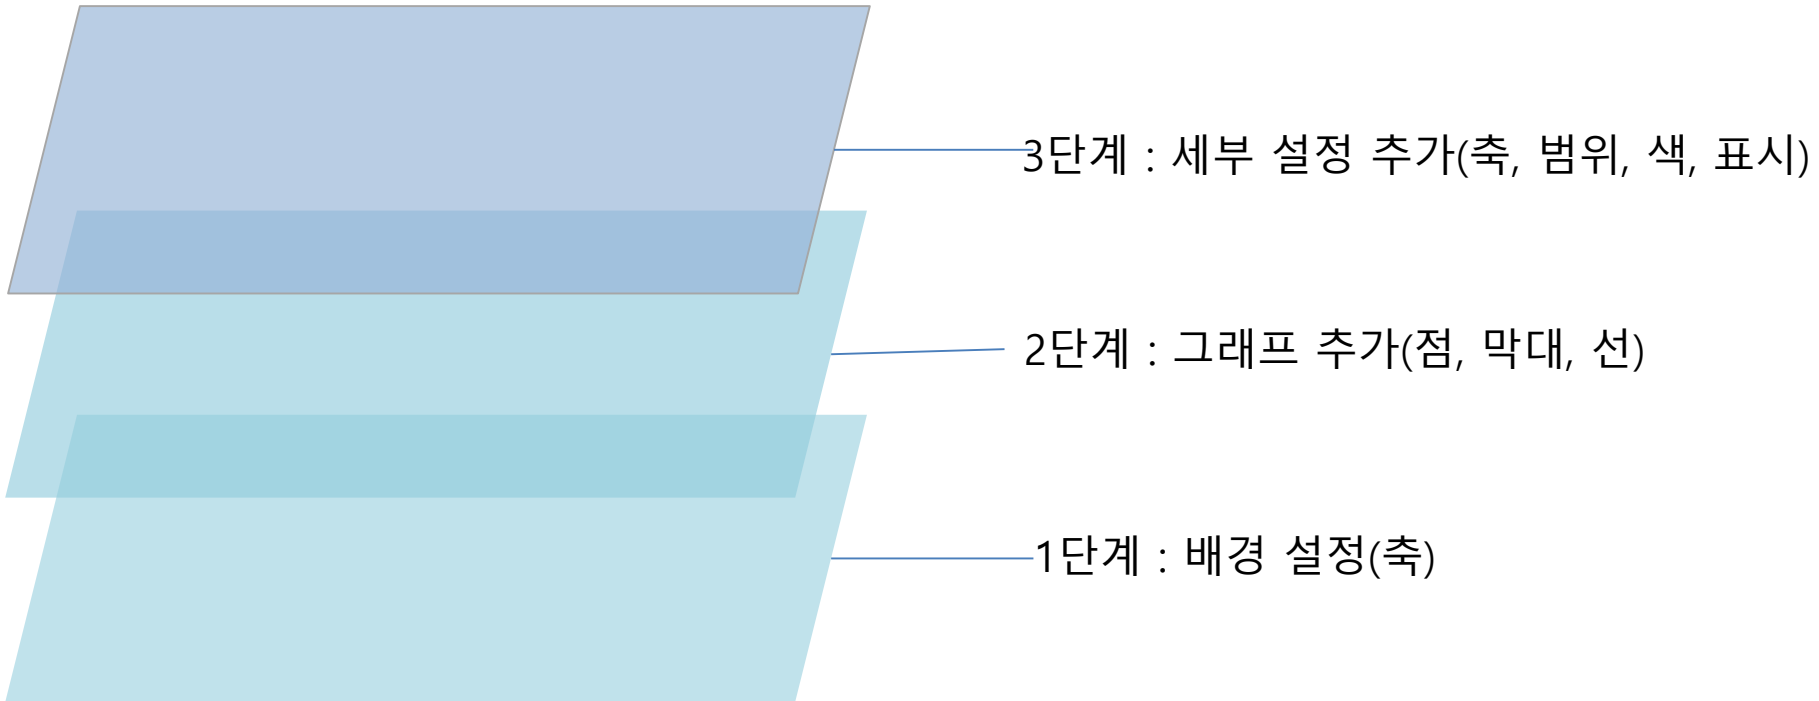 3단계 : 세부 설정 추가(축, 범위, 색, 표시)
2단계 : 그래프 추가(점, 막대, 선)
1단계 : 배경 설정(축)